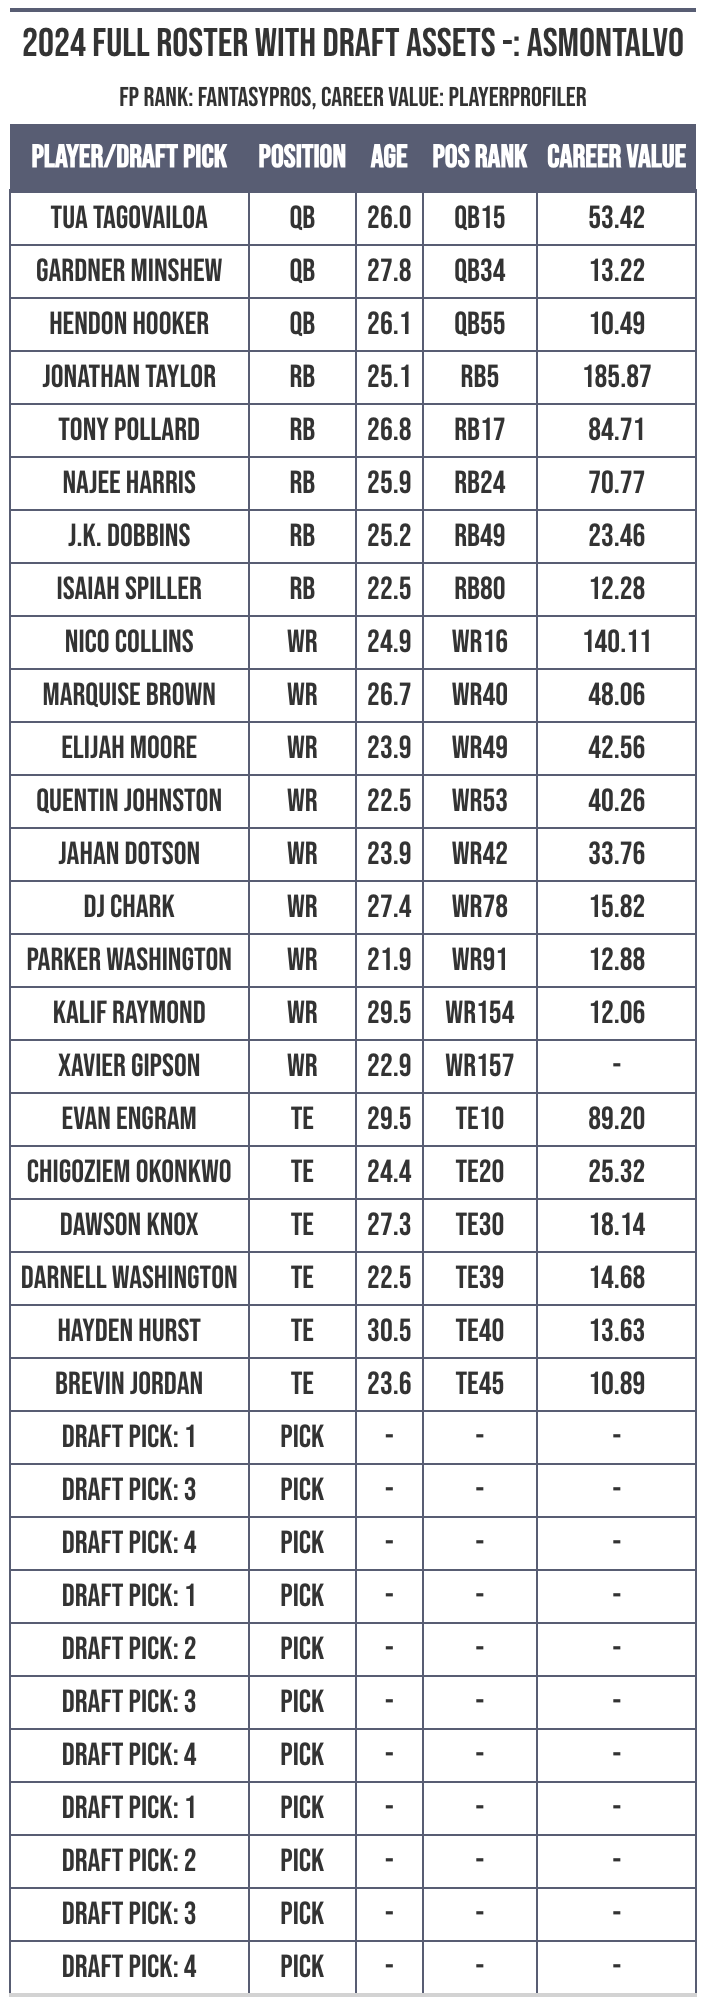 2024 FULL ROSTER WITH DRAFT ASSETS -: ASMONTALVO
FP RANK: FANTASYPROS, CAREER VALUE: PLAYERPROFILER
PLAYER/DRAFT PICK POSITION AGE POS RANK CAREER VALUE
TUA TAGOVAILOA QB 26.0 QB15 53.42
GARDNER MINSHEW QB 27.8 QB34 13.22
HENDON HOOKER QB 26.1 QB55 10.49
JONATHAN TAYLOR RB 25.1 RB5 185.87
TONY POLLARD RB 26.8 RB17 84.71
NAJEE HARRIS RB 25.9 RB24 70.77
J.K. DOBBINS RB 25.2 RB49 23.46
ISAIAH SPILLER RB 22.5 RB80 12.28
NICO COLLINS WR 24.9 WR16 140.11
MARQUISE BROWN WR 26.7 WR40 48.06
ELIJAH MOORE WR 23.9 WR49 42.56
QUENTIN JOHNSTON WR 22.5 WR53 40.26
JAHAN DOTSON WR 23.9 WR42 33.76
DJ CHARK WR 27.4 WR78 15.82
PARKER WASHINGTON WR 21.9 WR91 12.88
KALIF RAYMOND WR 29.5 WR154 12.06
XAVIER GIPSON WR 22.9 WR157 -
EVAN ENGRAM TE 29.5 TE10 89.20
CHIGOZIEM OKONKWO TE 24.4 TE20 25.32
DAWSON KNOX TE 27.3 TE30 18.14
DARNELL WASHINGTON TE 22.5 TE39 14.68
HAYDEN HURST TE 30.5 TE40 13.63
BREVIN JORDAN TE 23.6 TE45 10.89
DRAFT PICK: 1 PICK - - -
DRAFT PICK: 3 PICK - - -
DRAFT PICK: 4 PICK - - -
DRAFT PICK: 1 PICK - - -
DRAFT PICK: 2 PICK - - -
DRAFT PICK: 3 PICK - - -
DRAFT PICK: 4 PICK - - -
DRAFT PICK: 1 PICK - - -
DRAFT PICK: 2 PICK - - -
DRAFT PICK: 3 PICK - - -
DRAFT PICK: 4 PICK - - -